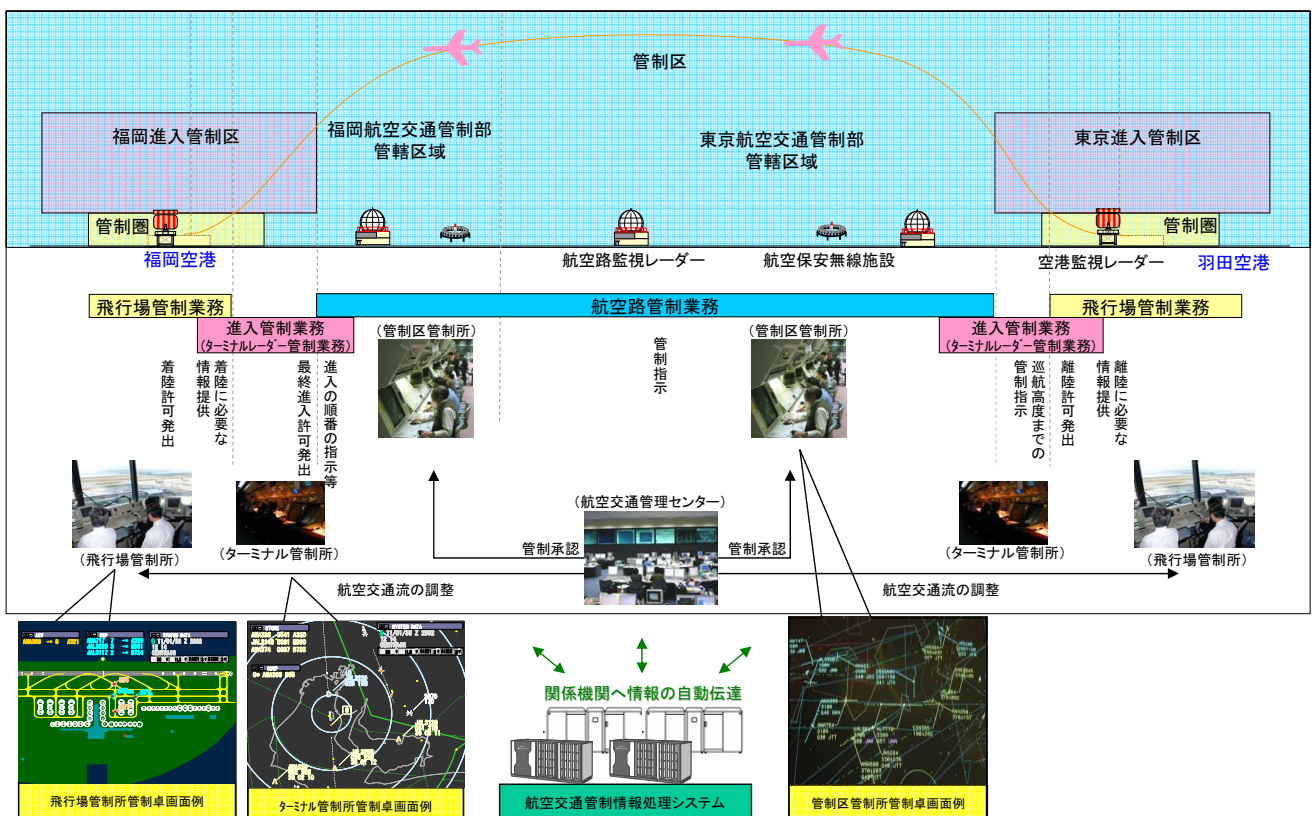 管制区
福岡進入管制区
福岡航空交通管制部
管轄区域
東京航空交通管制部
管轄区域
東京進入管制区
管制圏
管制圏
福岡空港
航空路監視レーダー
航空保安無線施設
空港監視レーダー
羽田空港
飛行場管制業務
航空路管制業務
飛行場管制業務
進入管制業務
(ターミナルレーダー管制業務)
(管制区管制所)
(管制区管制所)
進入管制業務
(ターミナルレーダー管制業務)
着陸許可発出
着陸に必要な
情報提供
進入の順番の指示等
最終進入許可発出
管制指示
巡航高度までの
管制指示
離陸許可発出
離陸に必要な
情報提供
(飛行場管制所)
(ターミナル管制所)
(航空交通管理センター)
管制承認
管制承認
(ターミナル管制所)
(飛行場管制所)
航空交通流の調整
航空交通流の調整
関係機関へ情報の自動伝達
飛行場管制所管制卓画面例
ターミナル管制所管制卓画面例
航空交通管制情報処理システム
管制区管制所管制卓画面例